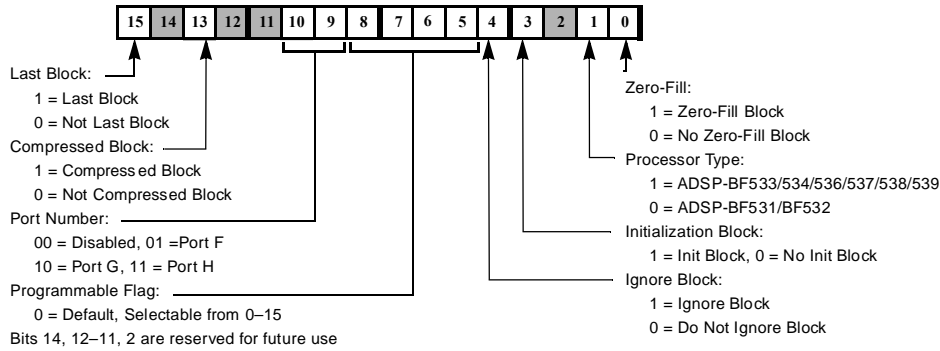 15 14 13 12 11 10 9 8 7 6 5 4 3 2 1 0
Last Block:
1 = Last Block
0 = Not Last Block
Compressed Block:
1 = Compressed Block
0 = Not Compressed Block
Port Number:
00 = Disabled, 01 =Port F
10 = Port G, 11 = Port H
Programmable Flag:
0 = Default, Selectable from 0–15
Bits 14, 12–11, 2 are reserved for future use
Zero-Fill:
1 = Zero-Fill Block
0 = No Zero-Fill Block
Processor Type:
1 = ADSP-BF533/534/536/537/538/539
0 = ADSP-BF531/BF532
Initialization Block:
1 = Init Block, 0 = No Init Block
Ignore Block:
1 = Ignore Block
0 = Do Not Ignore Block